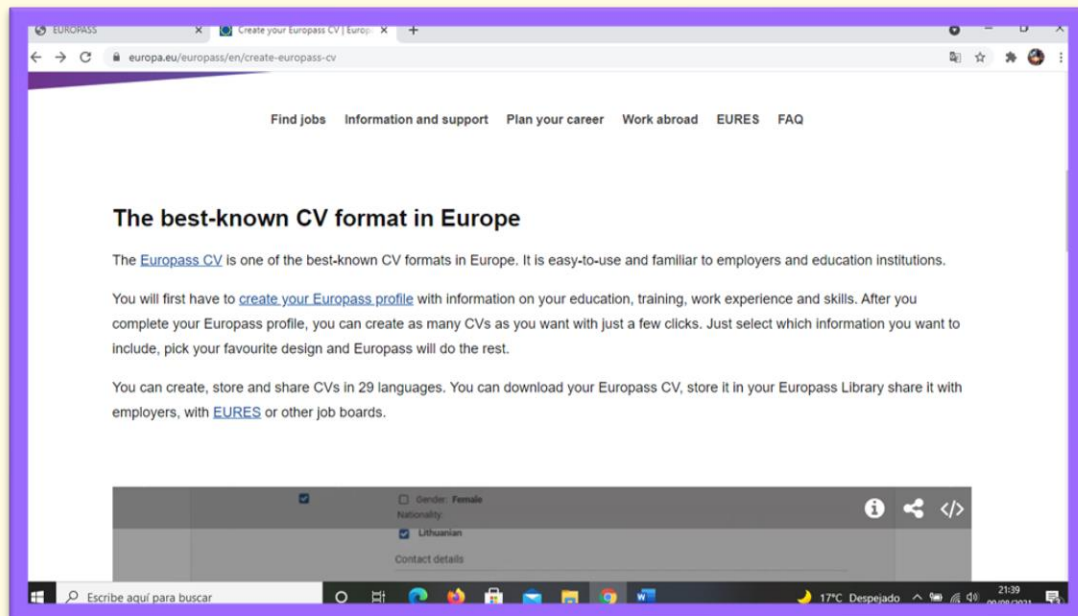 EUROPASS
Create your Europass CV | Europ
europa.eu/europass/en/create-europass-cv
Find jobs Information and support Plan your career Work abroad EURES FAQ
The best-known CV format in Europe
The Europass CV is one of the best-known CV formats in Europe. It is easy-to-use and familiar to employers and education institutions.
You will first have to create your Europass profile with information on your education, training, work experience and skills. After you
complete your Europass profile, you can create as many CVs as you want with just a few clicks. Just select which information you want to
include, pick your favourite design and Europass will do the rest.
You can create, store and share CVs in 29 languages. You can download your Europass CV, store it in your Europass Library share it with
employers, with EURES or other job boards.
Gender: Female
Nationality:
Lithuanian
Contact details
Escribe aquí para buscar
17°C Despejado
21:39